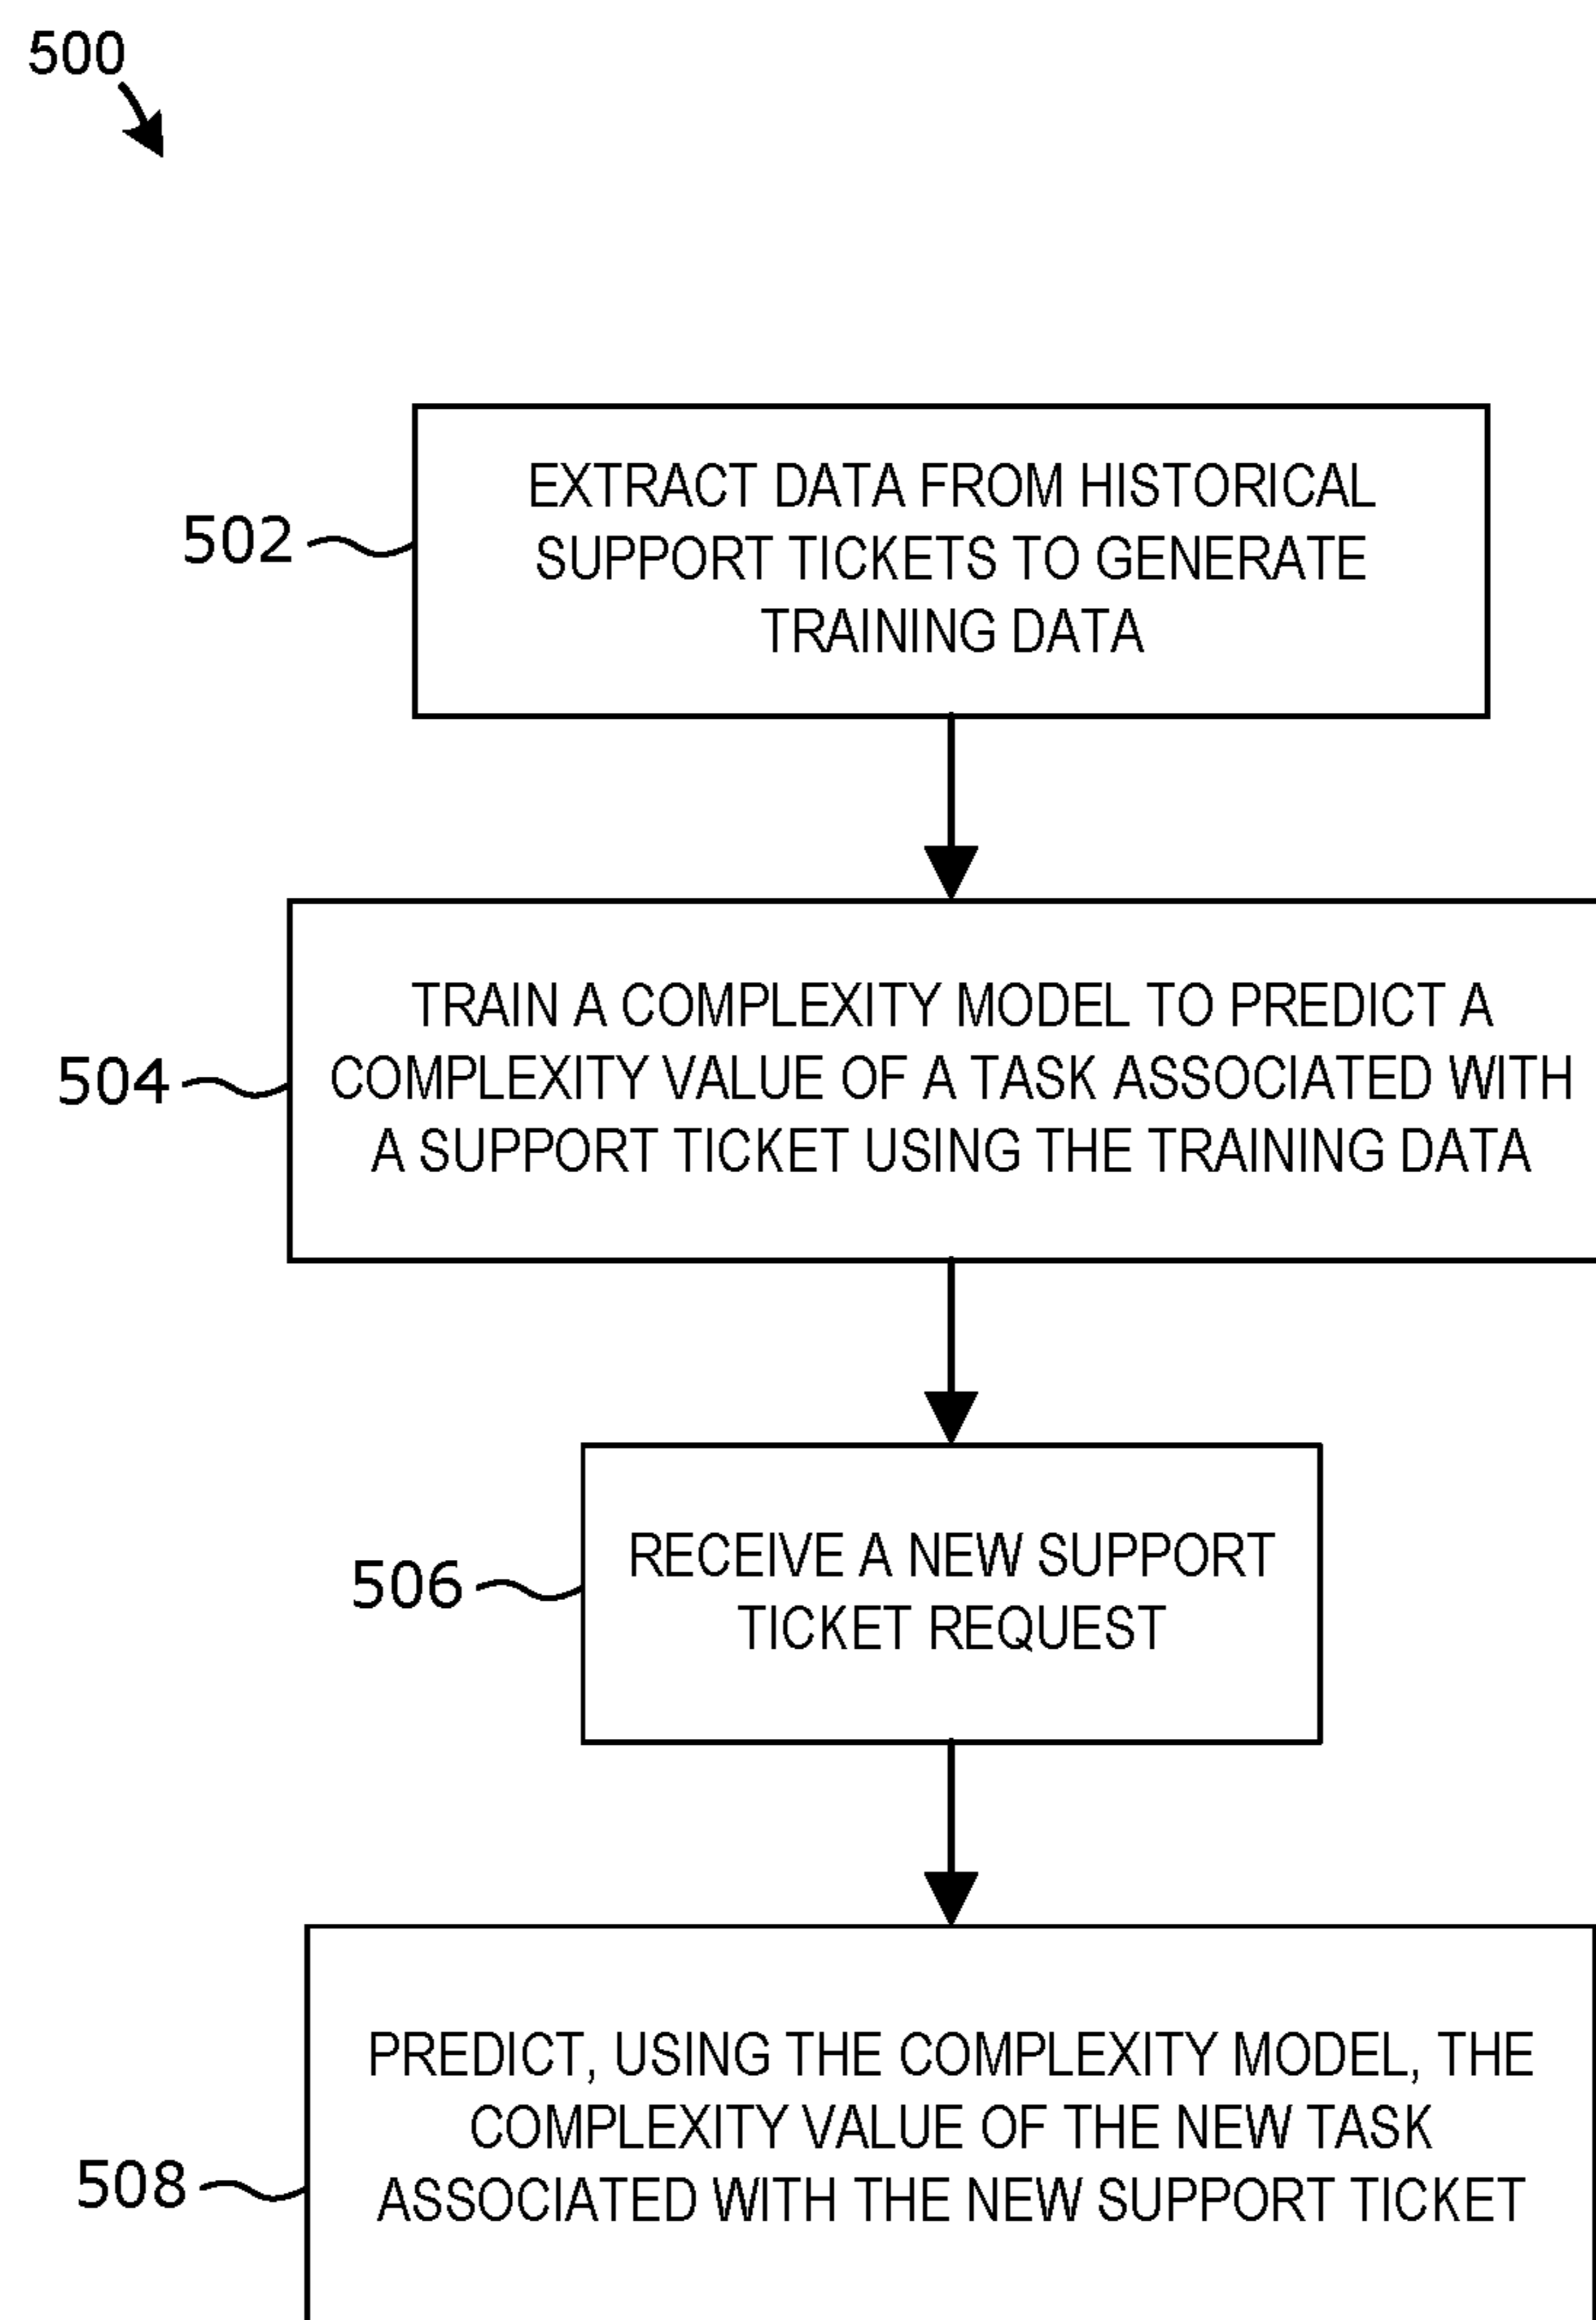 500
EXTRACT DATA FROM HISTORICAL
SUPPORT TICKETS TO GENERATE
TRAINING DATA
502
TRAIN A COMPLEXITY MODEL TO PREDICT A
COMPLEXITY VALUE OF A TASK ASSOCIATED WITH
A SUPPORT TICKET USING THE TRAINING DATA
504
RECEIVE A NEW SUPPORT
TICKET REQUEST
506
PREDICT, USING THE COMPLEXITY MODEL, THE
COMPLEXITY VALUE OF THE NEW TASK
ASSOCIATED WITH THE NEW SUPPORT TICKET
508